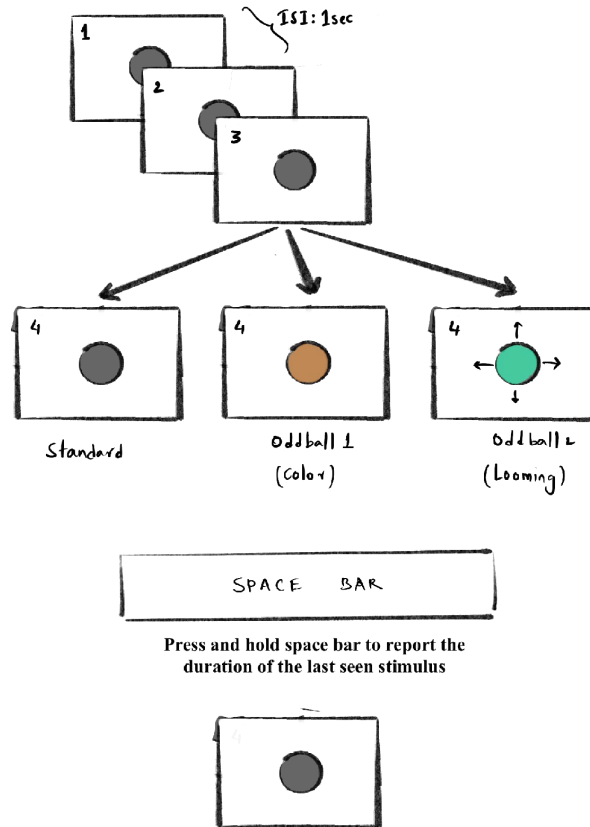 1
ISI: 1sec
2
3
4
4
4
Standard
Oddball 1
(Color)
Oddball 2
(Looming)
SPACE BAR
Press and hold space bar to report the
duration of the last seen stimulus
4